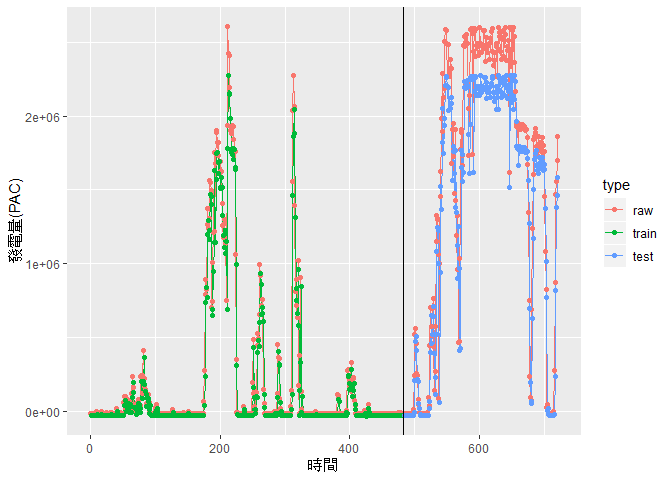 發電量(PAC)
2e+06
1e+06
0e+00
0
200
400
600
時間
type
raw
train
test